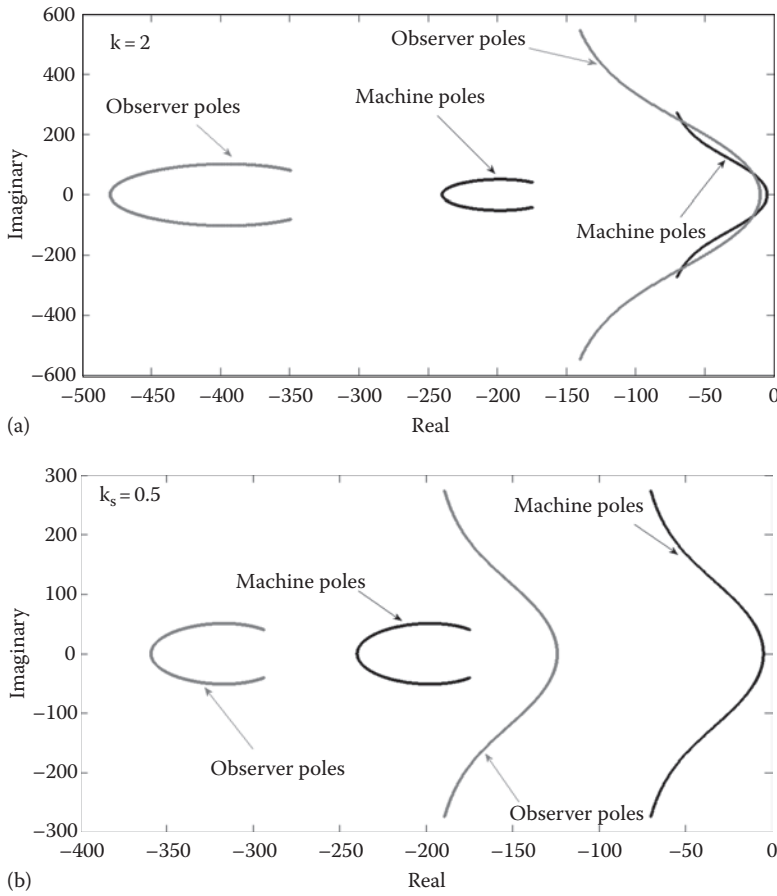 600
k = 2
Observer poles
400
Machine poles
Observer poles
200
Imaginary
0
Machine poles
−200
−400
−600
−500 −450 −400 −350 −300 −250 −200 −150 −100 −50 0
(a)
Real
300
kₛ = 0.5
Machine poles
200
100
Machine poles
Imaginary
0
−100
Observer poles
−200
Observer poles
−300
−400 −350 −300 −250 −200 −150 −100 −50 0
(b)
Real